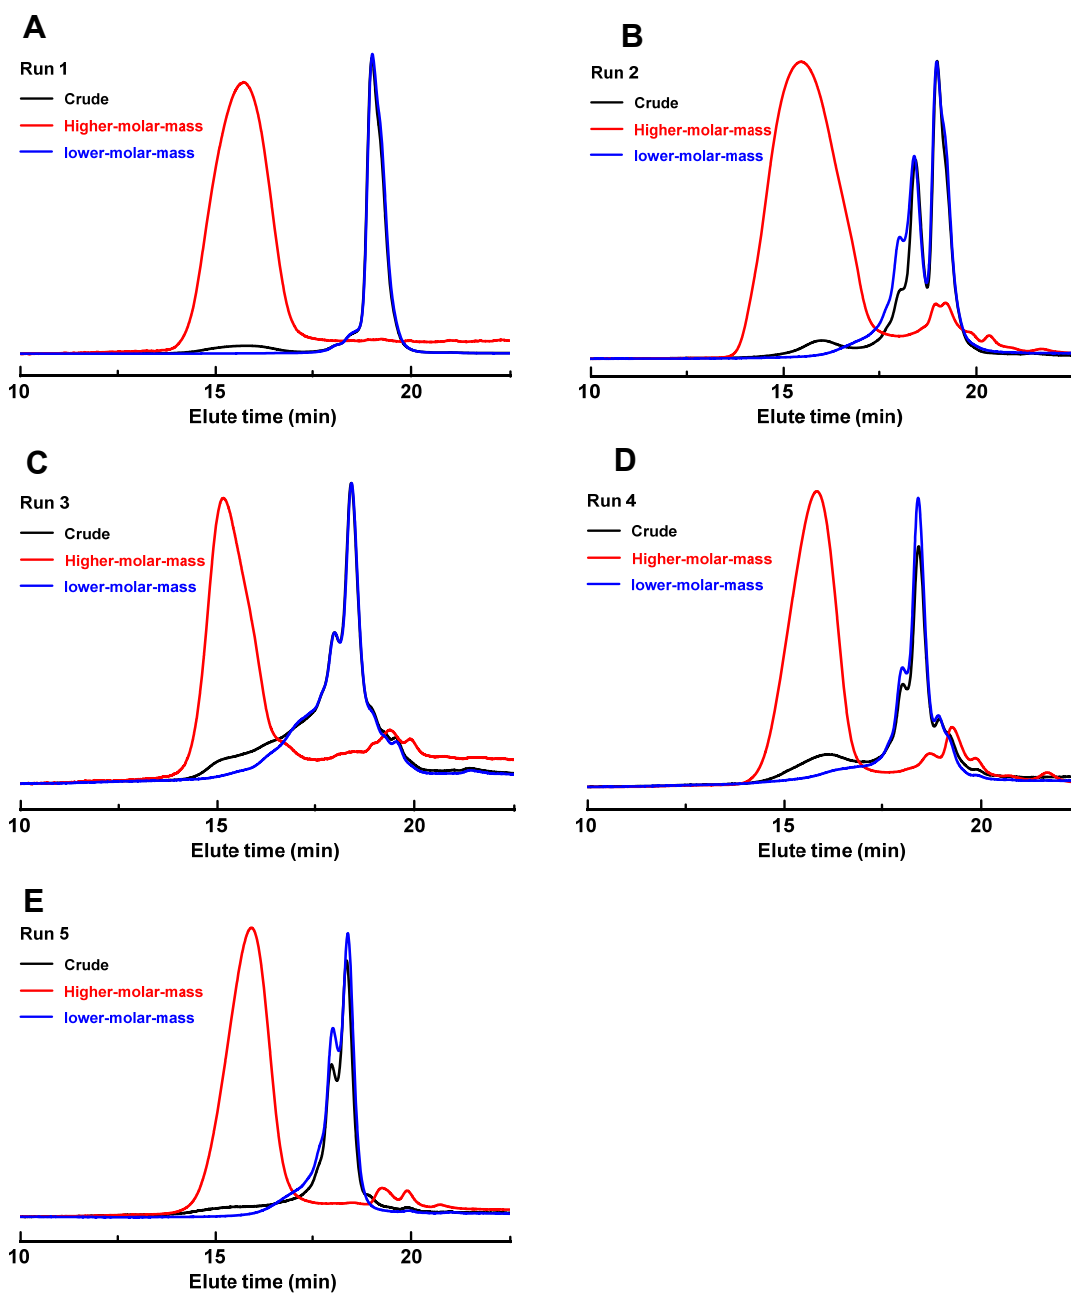 A
Run 1
Crude
Higher-molar-mass
lower-molar-mass
10 15 20
Elute time (min)
B
Run 2
Crude
Higher-molar-mass
lower-molar-mass
10 15 20
Elute time (min)
C
Run 3
Crude
Higher-molar-mass
lower-molar-mass
10 15 20
Elute time (min)
D
Run 4
Crude
Higher-molar-mass
lower-molar-mass
10 15 20
Elute time (min)
E
Run 5
Crude
Higher-molar-mass
lower-molar-mass
10 15 20
Elute time (min)